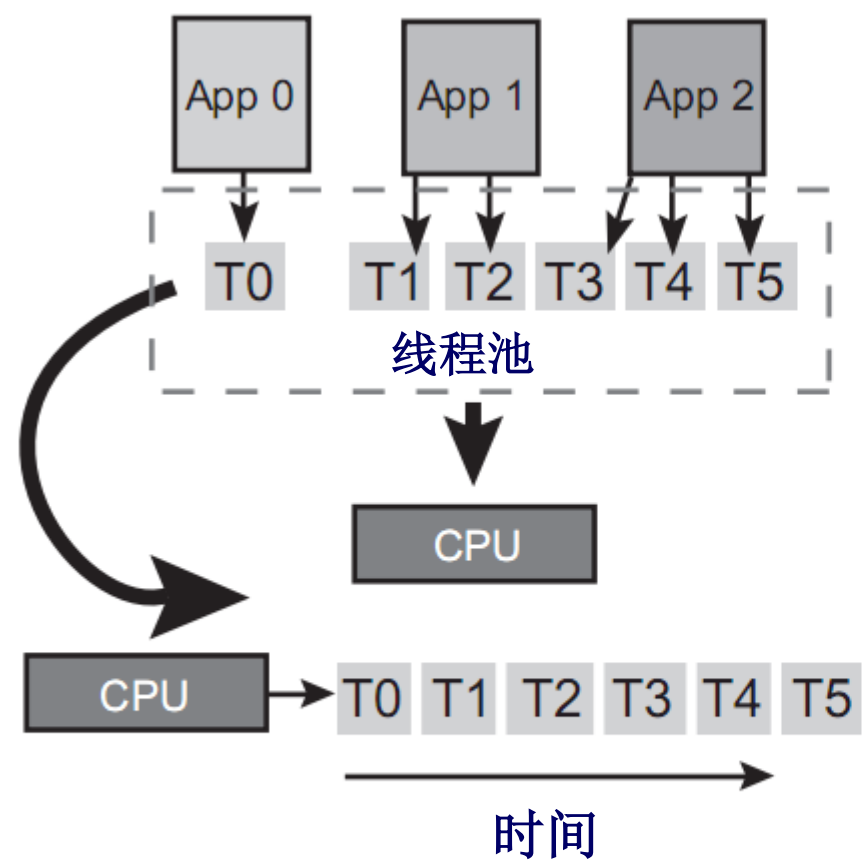 App 0 App 1 App 2
T0 T1 T2 T3 T4 T5
线程池
CPU
CPU T0 T1 T2 T3 T4 T5
时间